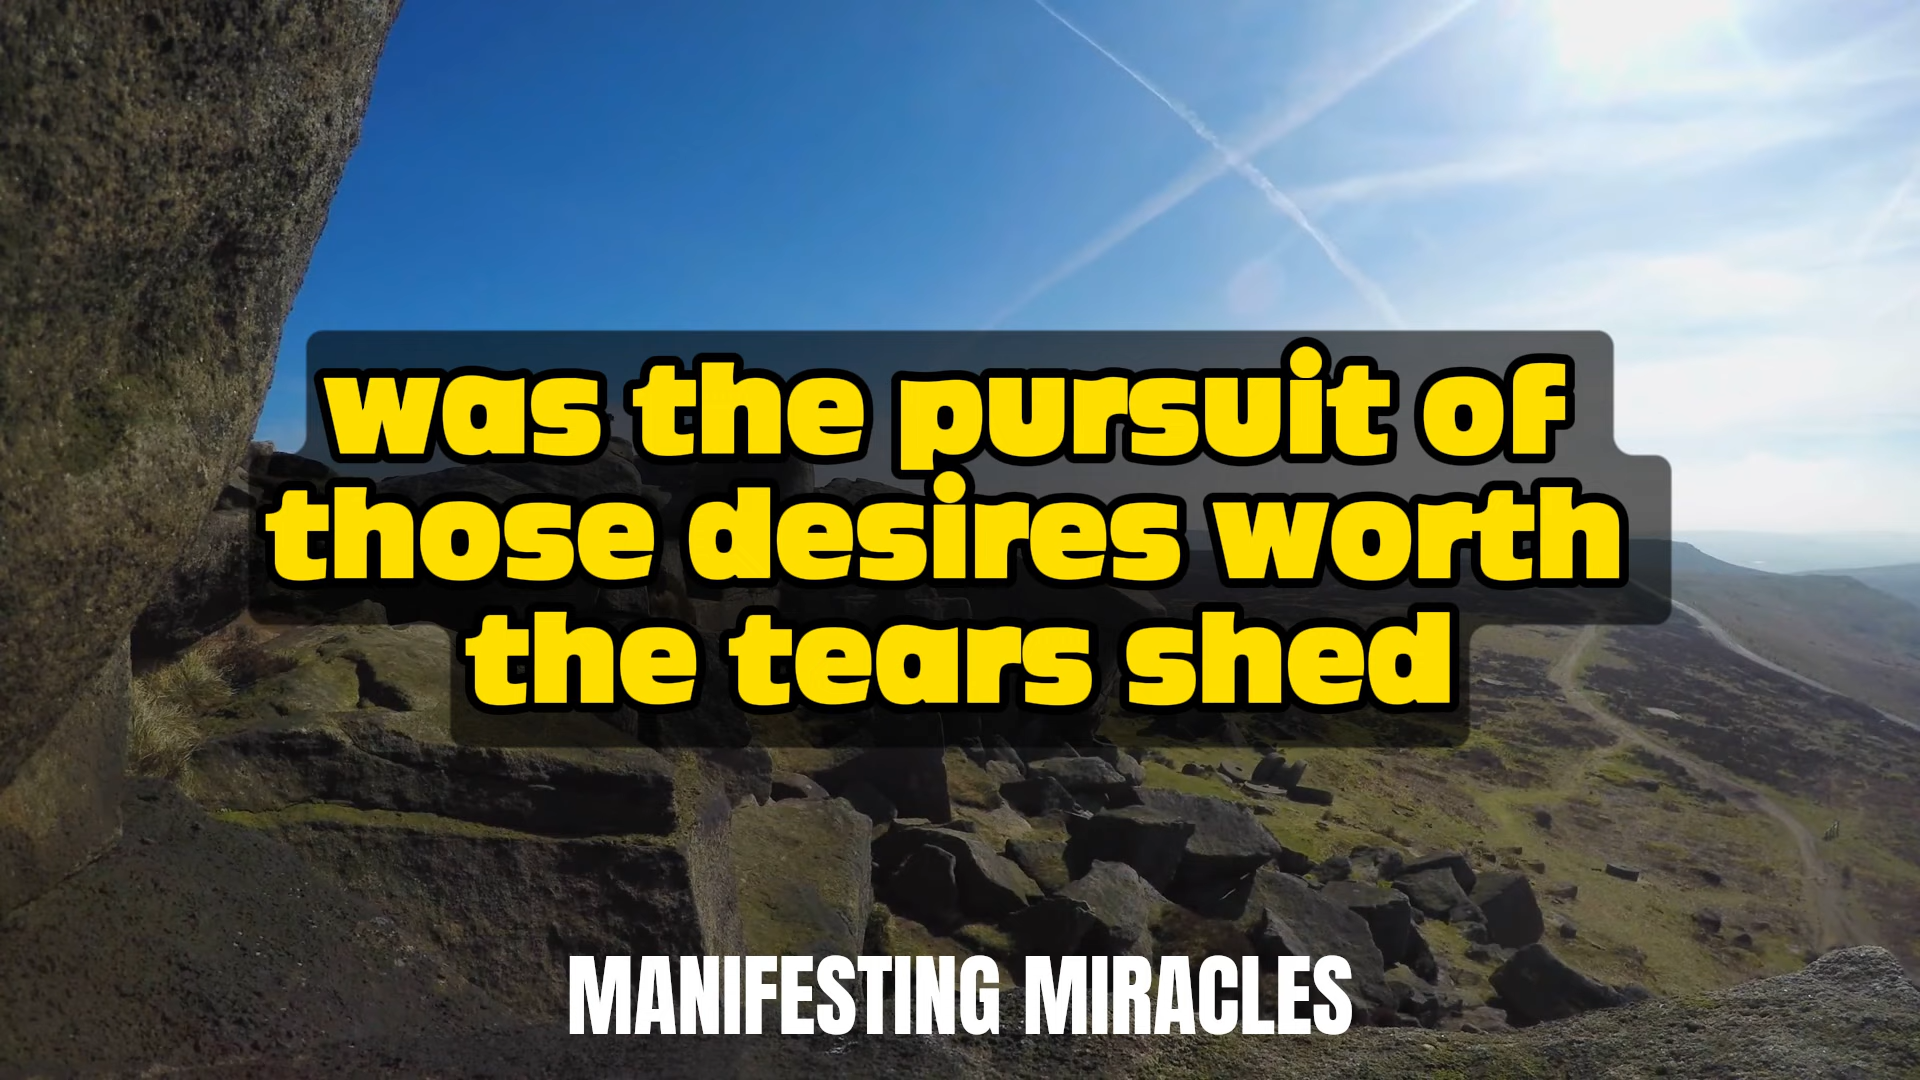 was the pursuit of
those desires worth
the tears shed
MANIFESTING MIRACLES